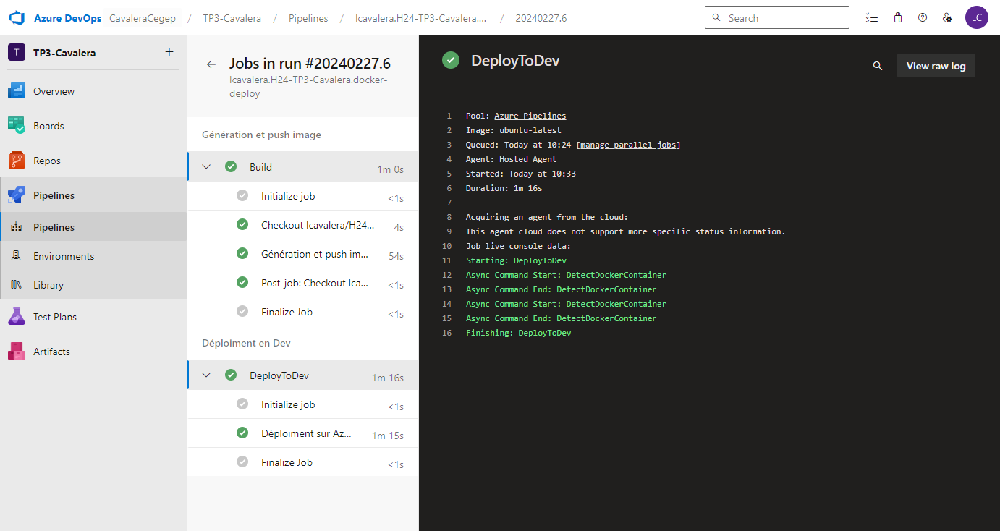 Azure DevOps CavaleraCegep / TP3-Cavalera / Pipelines / lcavalera.H24-TP3-Cavalera.... / 20240227.6
Search
LC
T TP3-Cavalera +
Overview
Boards
Repos
Pipelines
Pipelines
Environments
Library
Test Plans
Artifacts
Jobs in run #20240227.6
lcavalera.H24-TP3-Cavalera.docker-
deploy
Génération et push image
Build 1m 0s
Initialize job <1s
Checkout lcavalera/H24... 4s
Génération et push im... 54s
Post-job: Checkout lca... <1s
Finalize Job <1s
Déploiment en Dev
DeployToDev 1m 16s
Initialize job <1s
Déploiment sur Az... 1m 15s
Finalize Job <1s
DeployToDev
View raw log
1 Pool: Azure Pipelines
2 Image: ubuntu-latest
3 Queued: Today at 10:24 [manage parallel jobs]
4 Agent: Hosted Agent
5 Started: Today at 10:33
6 Duration: 1m 16s
7
8 Acquiring an agent from the cloud:
9 This agent cloud does not support more specific status information.
10 Job live console data:
11 Starting: DeployToDev
12 Async Command Start: DetectDockerContainer
13 Async Command End: DetectDockerContainer
14 Async Command Start: DetectDockerContainer
15 Async Command End: DetectDockerContainer
16 Finishing: DeployToDev